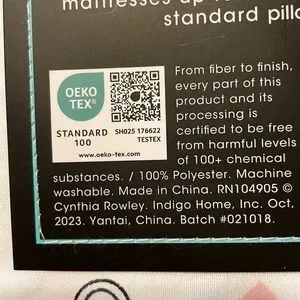 mattresses up to
standard pillo
OEKO
TEX®
STANDARD
100
SH025 176622
TESTEX
www.oeko-tex.com
From fiber to finish,
every part of this
product and its
processing is
certified to be free
from harmful levels
of 100+ chemical
substances. / 100% Polyester. Machine
washable. Made in China. RN104905 ©
Cynthia Rowley. Indigo Home, Inc. Oct,
2023. Yantai, China. Batch #021018.